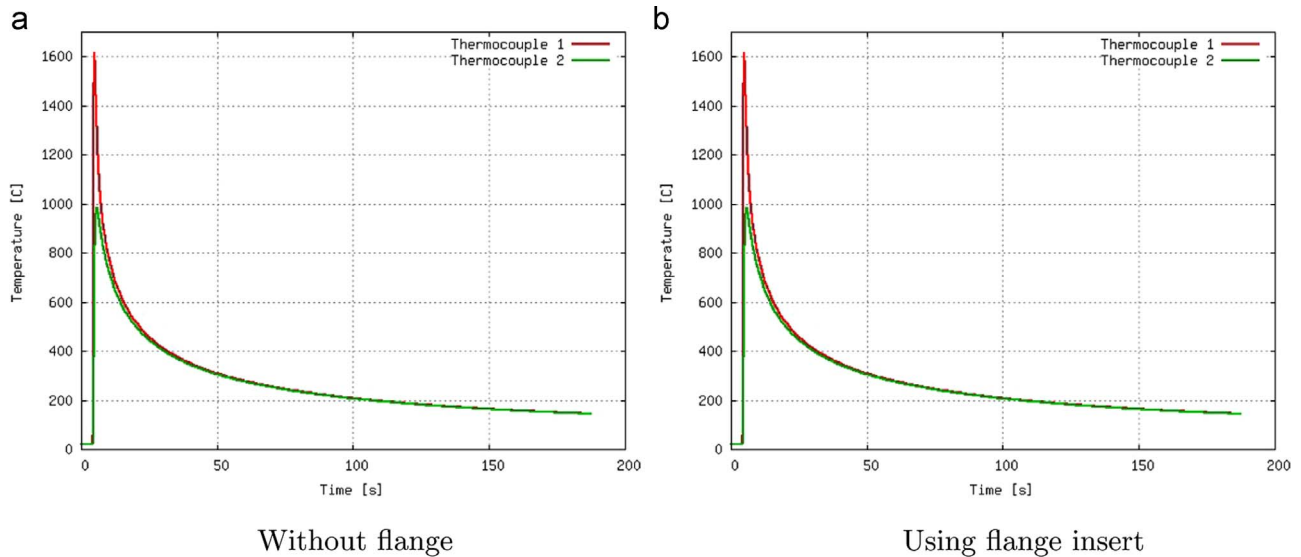 a
Thermocouple 1
Thermocouple 2
1600
1400
1200
1000
800
600
400
200
0
Temperature [C]
0 50 100 150 200
Time [s]
Without flange
b
Thermocouple 1
Thermocouple 2
1600
1400
1200
1000
800
600
400
200
0
Temperature [C]
0 50 100 150 200
Time [s]
Using flange insert